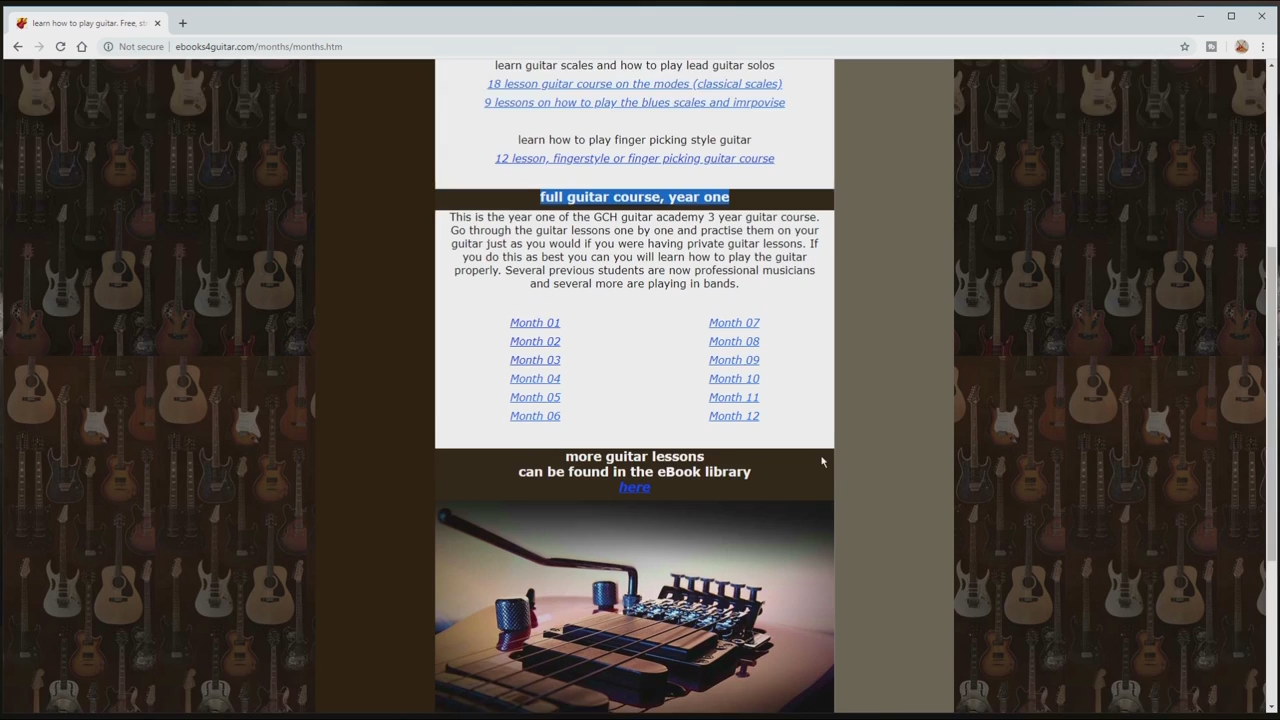 learn how to play guitar. Free, st
Not secure
ebooks4guitar.com/months/months.htm
learn guitar scales and how to play lead guitar solos
18 lesson guitar course on the modes (classical scales)
9 lessons on how to play the blues scales and imrpovise
learn how to play finger picking style guitar
12 lesson, fingerstyle or finger picking guitar course
full guitar course, year one
This is the year one of the GCH guitar academy 3 year guitar course.
Go through the guitar lessons one by one and practise them on your
guitar just as you would if you were having private guitar lessons. If
you do this as best you can you will learn how to play the guitar
properly. Several previous students are now professional musicians
and several more are playing in bands.
Month 01 Month 07
Month 02 Month 08
Month 03 Month 09
Month 04 Month 10
Month 05 Month 11
Month 06 Month 12
more guitar lessons
can be found in the eBook library
here